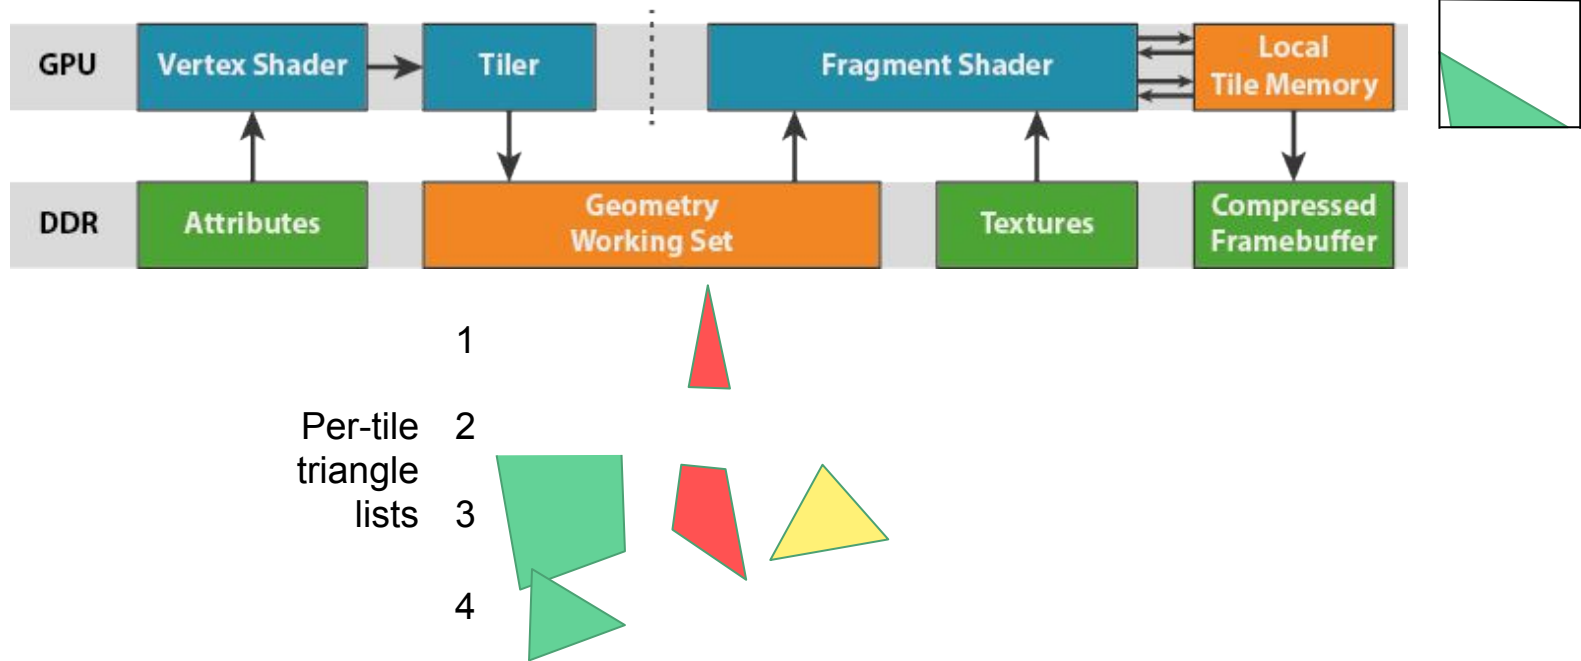 GPU
Vertex Shader
Tiler
Fragment Shader
Local
Tile Memory
DDR
Attributes
Geometry
Working Set
Textures
Compressed
Framebuffer
1
Per-tile
triangle
lists
2
3
4